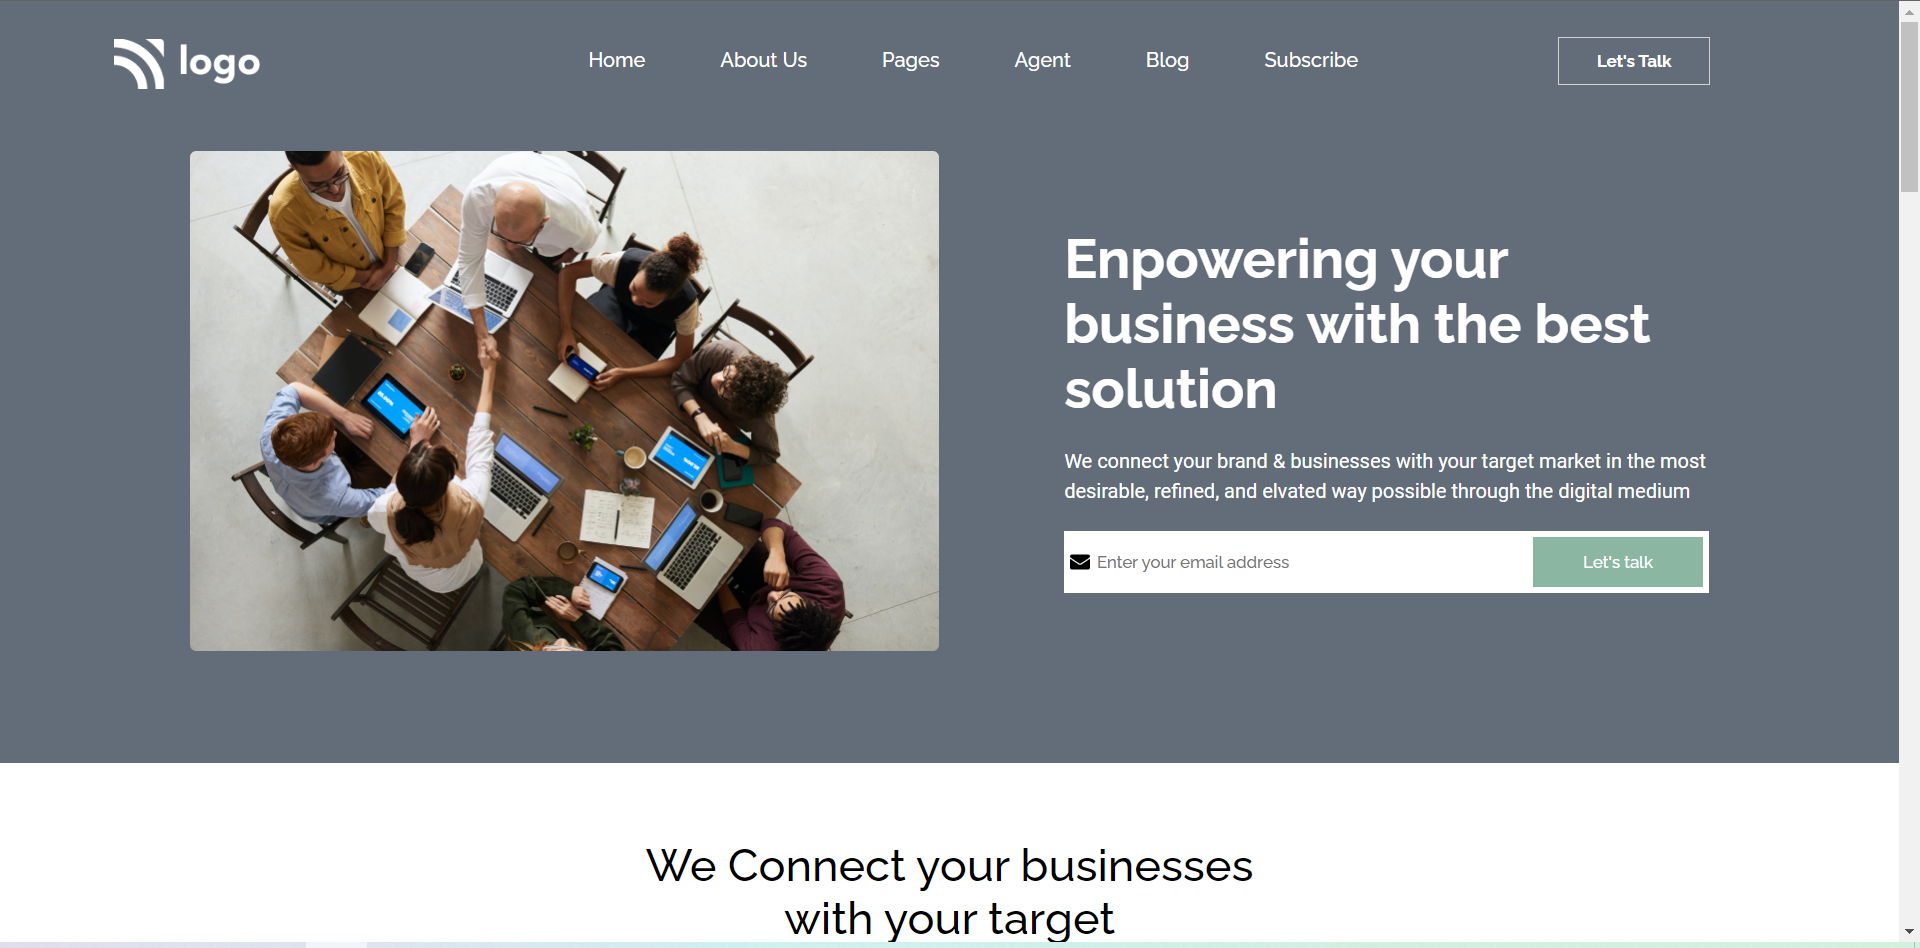 logo
Home
About Us
Pages
Agent
Blog
Subscribe
Let's Talk
Enpowering your
business with the best
solution
We connect your brand & businesses with your target market in the most
desirable, refined, and elvated way possible through the digital medium
Enter your email address
Let's talk
We Connect your businesses
with your target